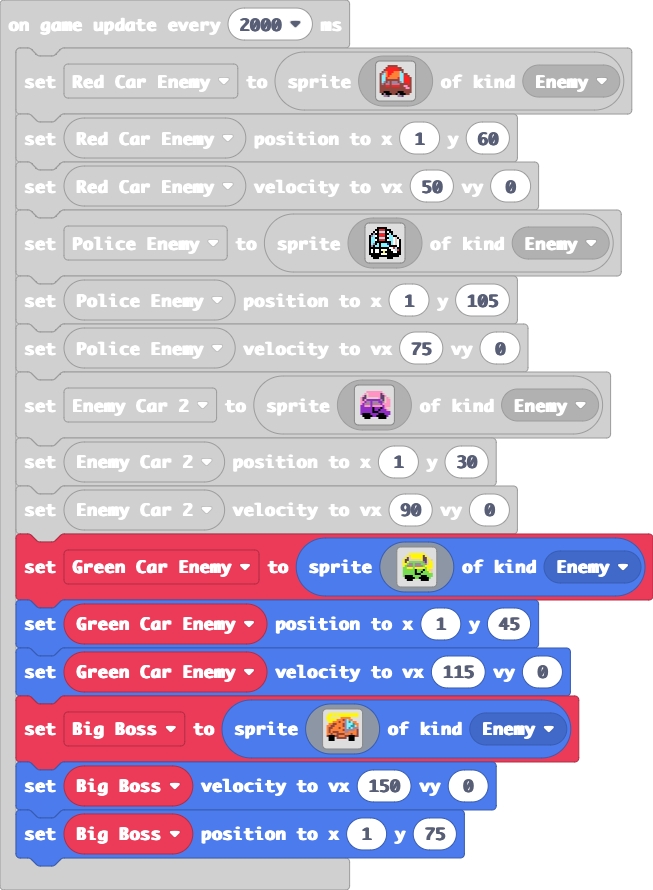 on game update every 2000 ms
set Red Car Enemy to sprite of kind Enemy
set Red Car Enemy position to x 1 y 60
set Red Car Enemy velocity to vx 50 vy 0
set Police Enemy to sprite of kind Enemy
set Police Enemy position to x 1 y 105
set Police Enemy velocity to vx 75 vy 0
set Enemy Car 2 to sprite of kind Enemy
set Enemy Car 2 position to x 1 y 30
set Enemy Car 2 velocity to vx 90 vy 0
set Green Car Enemy to sprite of kind Enemy
set Green Car Enemy position to x 1 y 45
set Green Car Enemy velocity to vx 115 vy 0
set Big Boss to sprite of kind Enemy
set Big Boss velocity to vx 150 vy 0
set Big Boss position to x 1 y 75